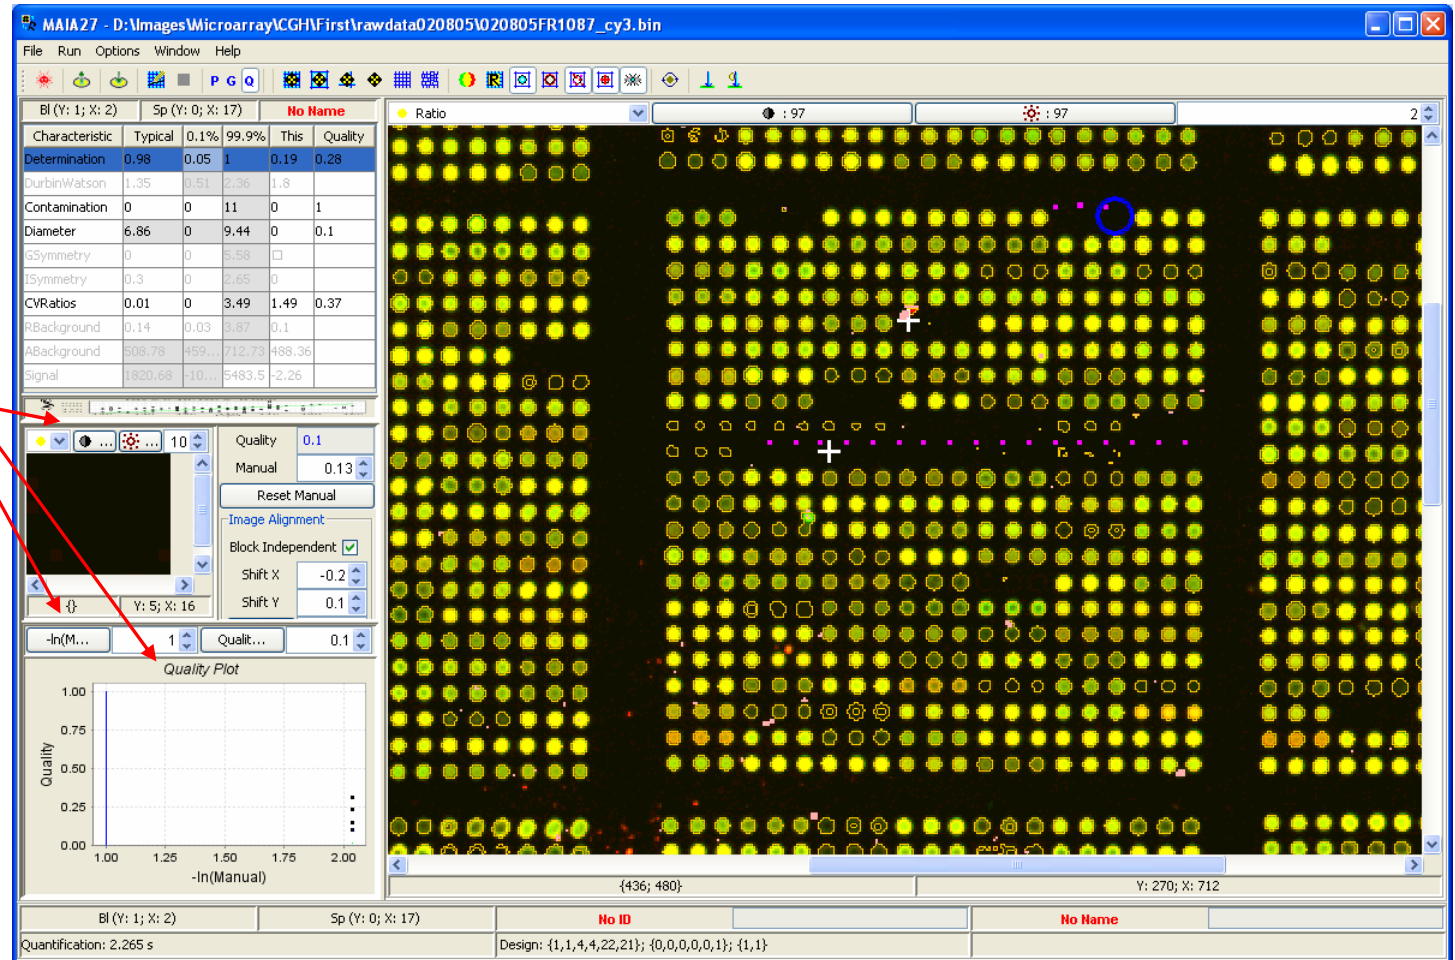 MAIA27 - D:\Images\Microarray\CGH\First\rawdata020805\020805FR1087_cy3.bin
File Run Options Window Help
P G Q
Bl (Y: 1; X: 2) Sp (Y: 0; X: 17) No Name
Ratio : 97 : 97 2
Characteristic Typical 0.1% 99.9% This Quality
Determination 0.98 0.05 1 0.19 0.28
DurbinWatson 1.35 0.51 2.36 1.8
Contamination 0 0 11 0 1
Diameter 6.86 0 9.44 0 0.1
GSymmetry 0 0 5.58
ISymmetry 0.3 0 2.65 0
CVRatios 0.01 0 3.49 1.49 0.37
RBackground 0.14 0.03 3.87 0.1
ABackground 508.78 459... 712.73 488.36
Signal 1820.68 -10... 5483.5 -2.26
... ... 10
Quality 0.1
Manual 0.13
Reset Manual
Image Alignment
Block Independent
Shift X -0.2
Shift Y 0.1
{} Y: 5; X: 16
-ln(M... 1 Qualit... 0.1
Quality Plot
1.00
0.75
0.50
0.25
0.00
Quality
1.00 1.25 1.50 1.75 2.00
-ln(Manual)
{436; 480} Y: 270; X: 712
Bl (Y: 1; X: 2) Sp (Y: 0; X: 17) No ID No Name
Quantification: 2.265 s Design: {1,1,4,4,22,21}; {0,0,0,0,0,1}; {1,1}